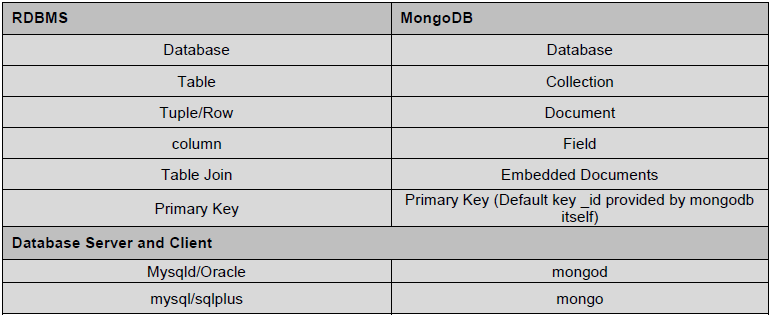 RDBMS MongoDB
Database Database
Table Collection
Tuple/Row Document
column Field
Table Join Embedded Documents
Primary Key Primary Key (Default key _id provided by mongodb
itself)
Database Server and Client
Mysqld/Oracle mongod
mysql/sqlplus mongo